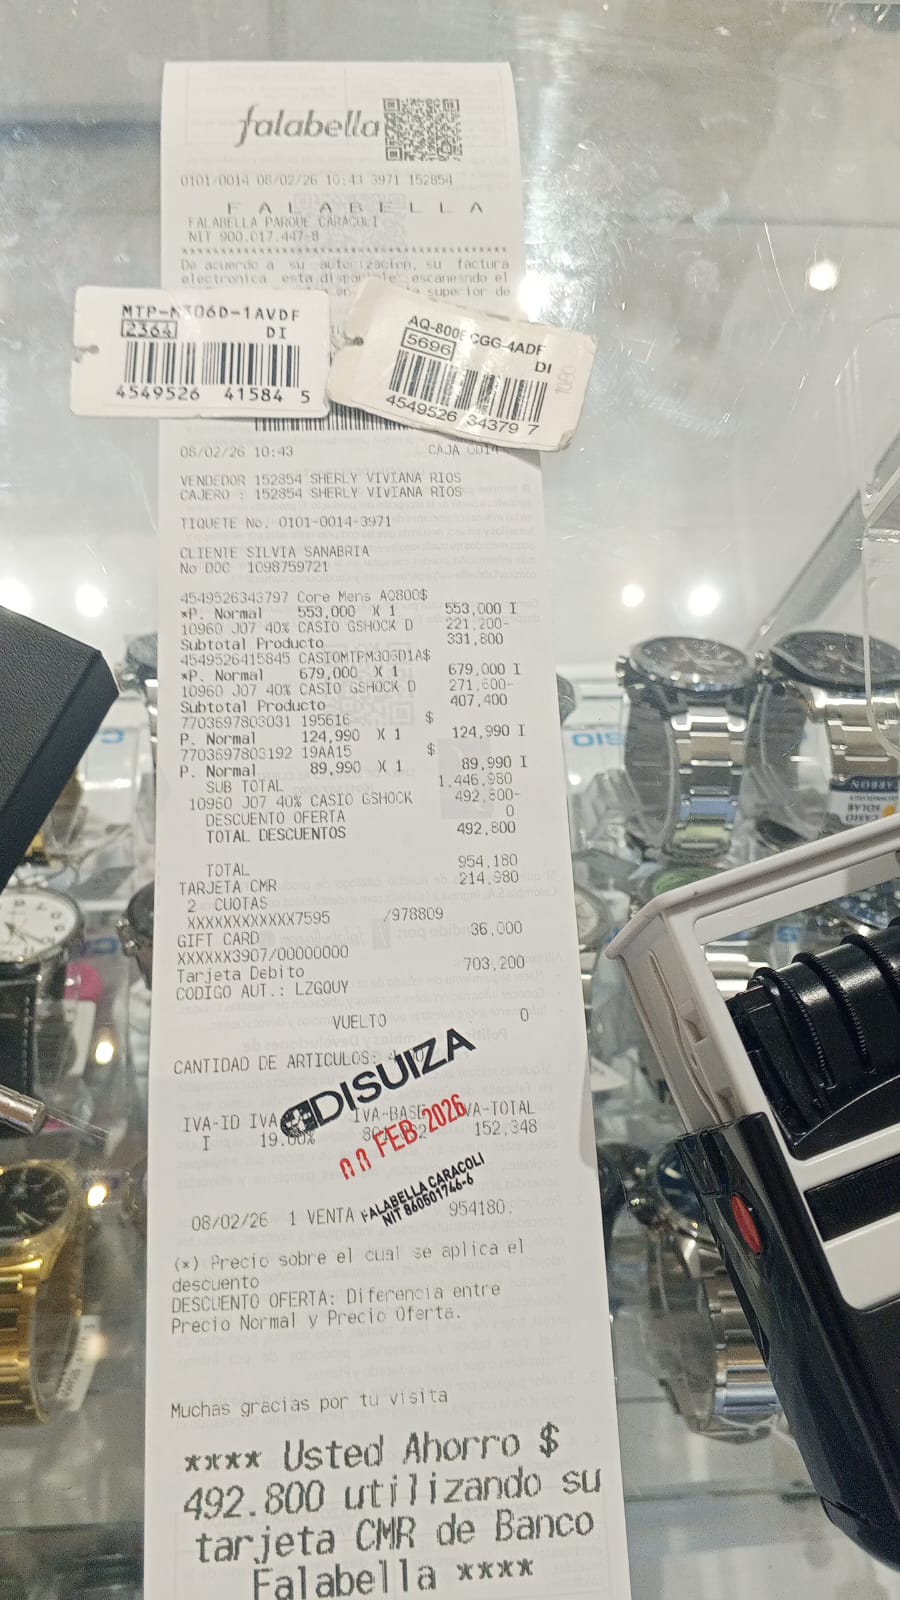 falabella
0101/0014 08/02/26 10:43 3971 152854
F A L A B E L L A
FALABELLA PARQUE CARACOLI
NIT 900.017.447-8
****************************************
De acuerdo a su autorizacion, su factura
electronica esta disponible escaneando el
superior de
MTP-M306D-1AVDF
2364 DI
4549526 41584 5
AQ-800ECGG-4ADF
5696 DI
4549526 34379 7
08/02/26 10:43 CAJA 0014
VENDEDOR 152854 SHERLY VIVIANA RIOS
CAJERO : 152854 SHERLY VIVIANA RIOS
TIQUETE No. 0101-0014-3971
CLIENTE SILVIA SANABRIA
No DOC 1098759721
4549526343797 Core Mens AQ800$
*P. Normal 553,000 X 1 553,000 I
10960 J07 40% CASIO GSHOCK D 221,200-
Subtotal Producto 331,800
4549526415845 CASIOMTPM305D1A$
*P. Normal 679,000 X 1 679,000 I
10960 J07 40% CASIO GSHOCK D 271,600-
Subtotal Producto 407,400
7703697803031 195616 $
P. Normal 124,990 X 1 124,990 I
7703697803192 19AA15 $
P. Normal 89,990 X 1 89,990 I
SUB TOTAL 1,446,980
10960 J07 40% CASIO GSHOCK 492,800-
DESCUENTO OFERTA 0
TOTAL DESCUENTOS 492,800
TOTAL 954,180
TARJETA CMR 214,980
2 CUOTAS
XXXXXXXXXXXX7595 /978809
GIFT CARD 36,000
XXXXXX3907/00000000
Tarjeta Debito 703,200
CODIGO AUT.: LZGQUY
VUELTO 0
CANTIDAD DE ARTICULOS:
DISUIZA
IVA-ID IVA IVA-BASE IVA-TOTAL
I 19.00% 152,348
FEB 2026
FALABELLA CARACOLI
NIT 860501746-6
08/02/26 1 VENTA 954180.
(*) Precio sobre el cual se aplica el
descuento
DESCUENTO OFERTA: Diferencia entre
Precio Normal y Precio Oferta.
Muchas gracias por tu visita
**** Usted Ahorro $
492.800 utilizando su
tarjeta CMR de Banco
Falabella ****